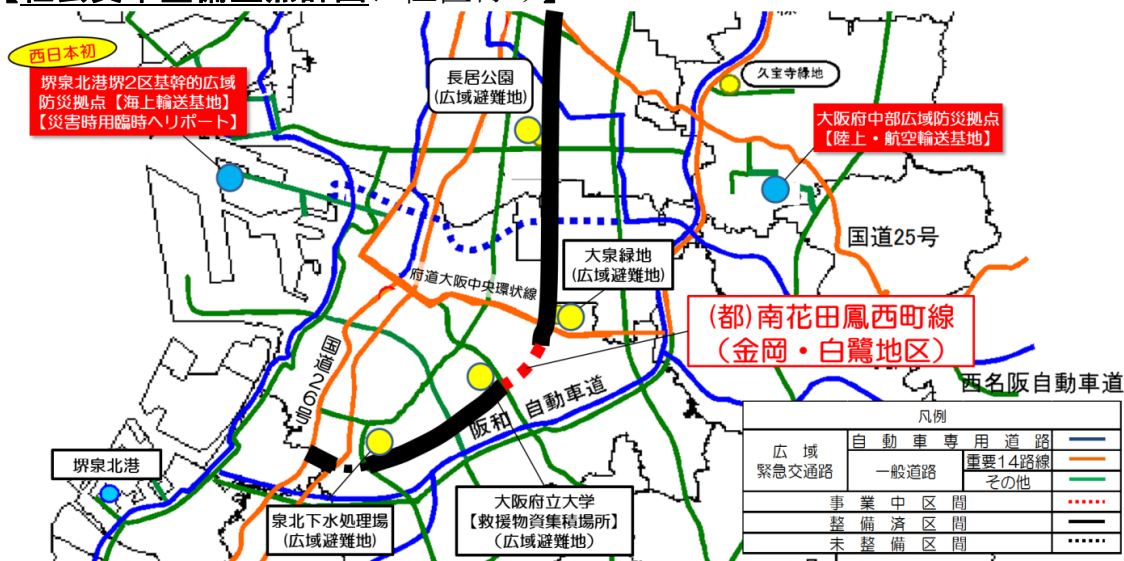 西日本初
堺泉北港堺2区基幹的広域
防災拠点【海上輸送基地】
【災害時用臨時ヘリポート】
長居公園
(広域避難地)
久宝寺緑地
大阪府中部広域防災拠点
【陸上・航空輸送基地】
国道25号
大泉緑地
(広域避難地)
府道大阪中央環状線
(都)南花田鳳西町線
(金岡・白鷺地区)
国道26号
西名阪自動車道
阪和 自動車道
堺泉北港
泉北下水処理場
(広域避難地)
大阪府立大学
【救援物資集積場所】
(広域避難地)
凡例
広域
緊急交通路
自動車専用道路
一般道路
重要14路線
その他
事業中区間
整備済区間
未整備区間